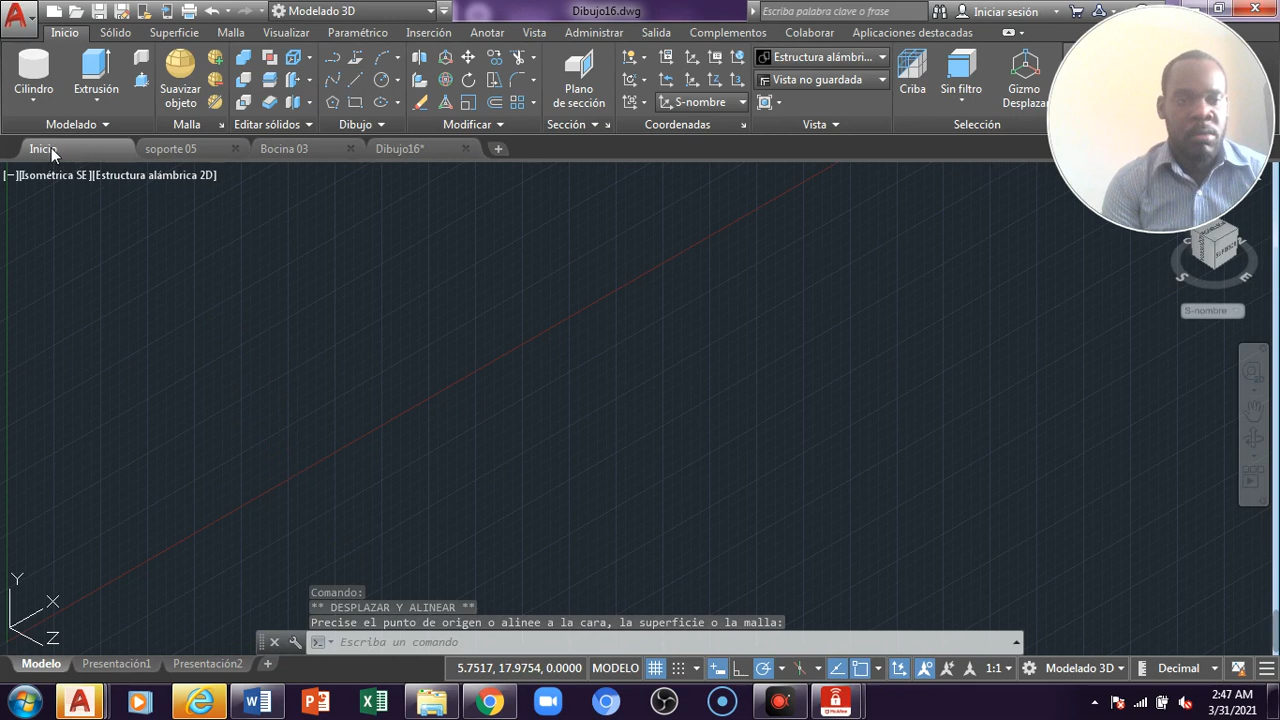 Modelado 3D
Dibujo16.dwg
Escriba palabra clave o frase
Iniciar sesión
Inicio
Sólido
Superficie
Malla
Visualizar
Paramétrico
Inserción
Anotar
Vista
Administrar
Salida
Complementos
Colaborar
Aplicaciones destacadas
Cilindro
Extrusión
Suavizar
objeto
Plano
de sección
Estructura alámbri...
Vista no guardada
S-nombre
Criba
Sin filtro
Gizmo
Desplaz
Modelado
Malla
Editar sólidos
Dibujo
Modificar
Sección
Coordenadas
Vista
Selección
Inicio
soporte 05
Bocina 03
Dibujo16*
[−][Isométrica SE][Estructura alámbrica 2D]
S
E
S-nombre
Y
X
Z
Comando:
** DESPLAZAR Y ALINEAR **
Precise el punto de origen o alinee a la cara, la superficie o la malla:
Escriba un comando
Modelo
Presentación1
Presentación2
5.7517, 17.9754, 0.0000
MODELO
1:1
Modelado 3D
Decimal
2:47 AM
3/31/2021